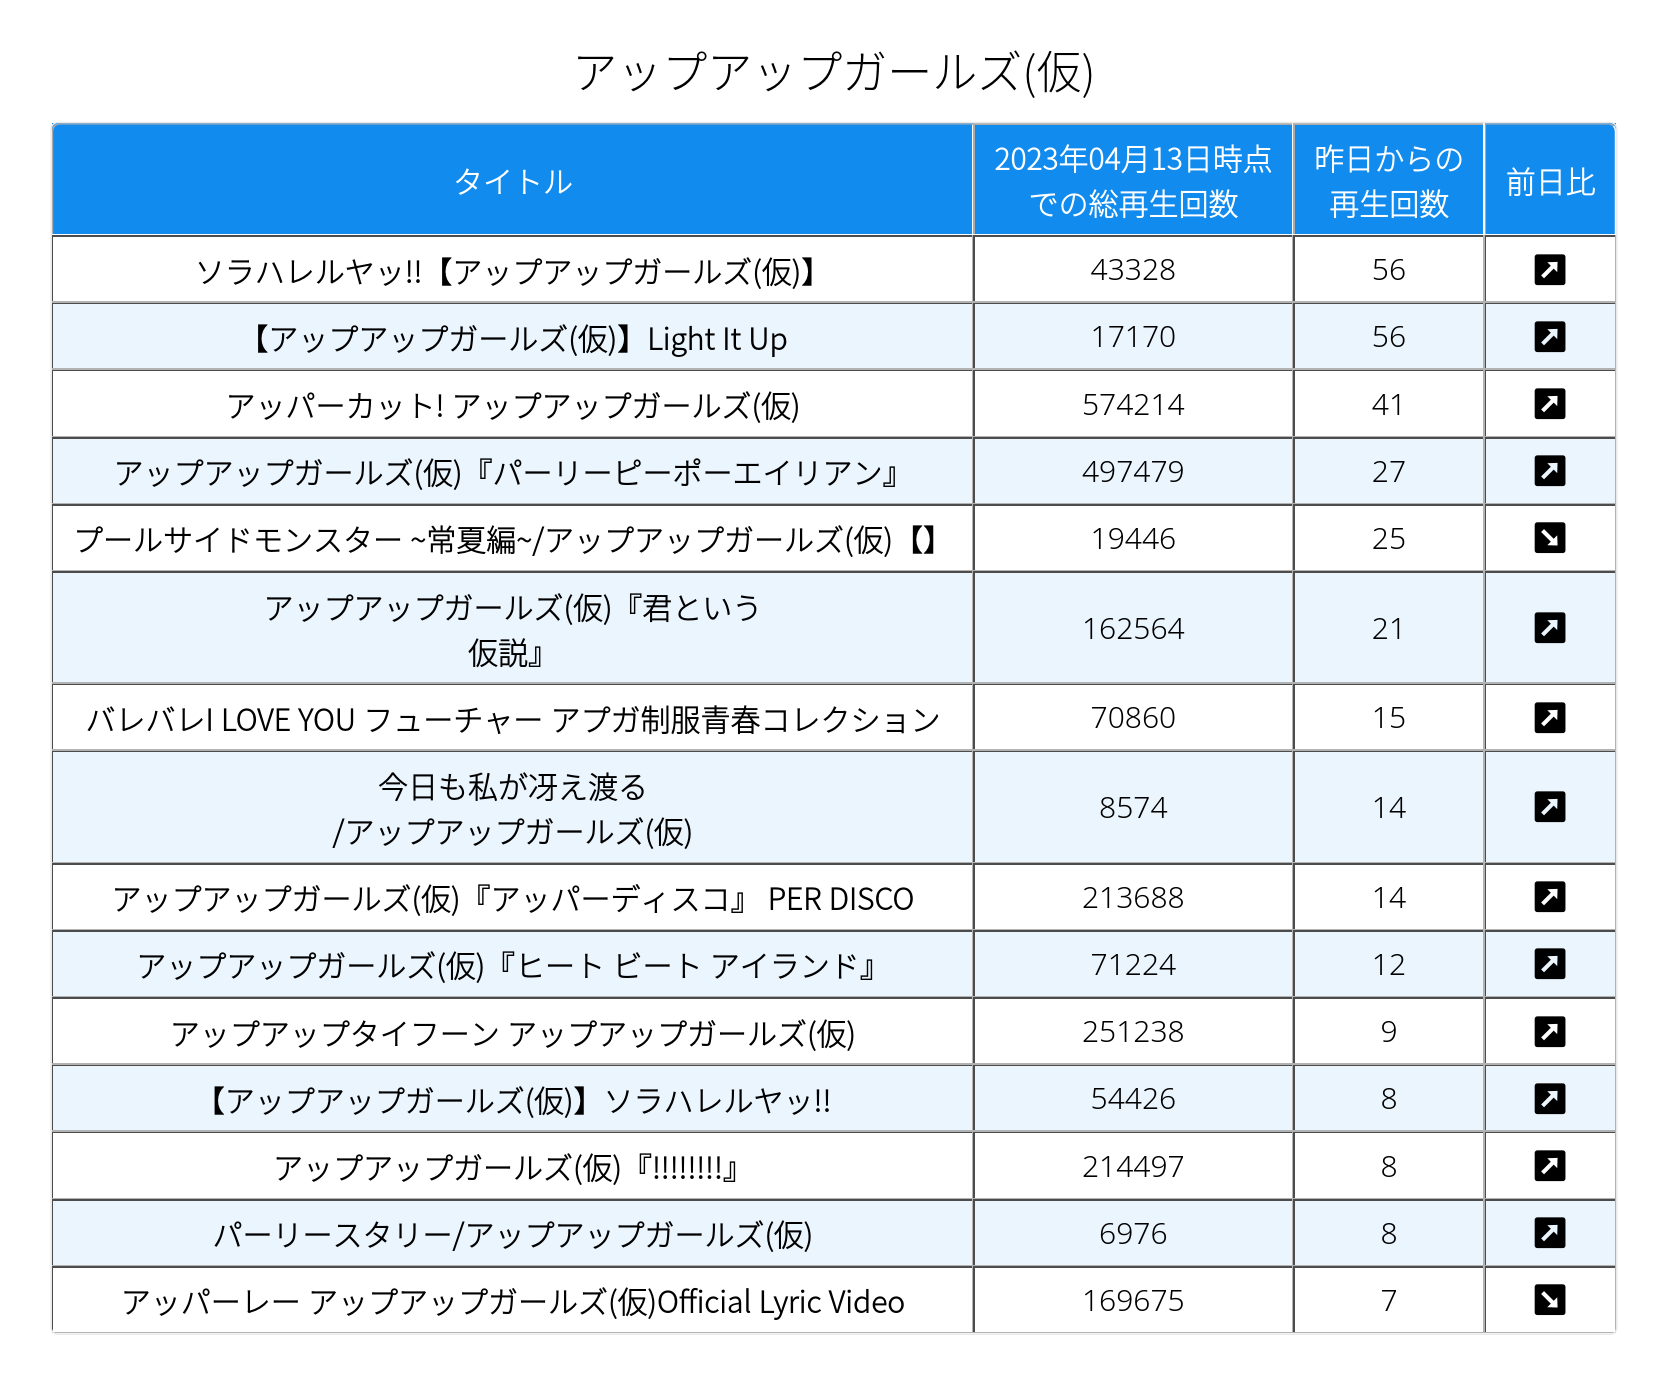 アップアップガールズ(仮)
タイトル
2023年04月13日時点
での総再生回数
昨日からの
再生回数
前日比
ソラハレルヤッ!!【アップアップガールズ(仮)】
43328
56
【アップアップガールズ(仮)】Light It Up
17170
56
アッパーカット! アップアップガールズ(仮)
574214
41
アップアップガールズ(仮)『パーリーピーポーエイリアン』
497479
27
プールサイドモンスター ~常夏編~/アップアップガールズ(仮)【】
19446
25
アップアップガールズ(仮)『君という
仮説』
162564
21
バレバレI LOVE YOU フューチャー アプガ制服青春コレクション
70860
15
今日も私が冴え渡る
/アップアップガールズ(仮)
8574
14
アップアップガールズ(仮)『アッパーディスコ』 PER DISCO
213688
14
アップアップガールズ(仮)『ヒート ビート アイランド』
71224
12
アップアップタイフーン アップアップガールズ(仮)
251238
9
【アップアップガールズ(仮)】ソラハレルヤッ!!
54426
8
アップアップガールズ(仮)『!!!!!!!!』
214497
8
パーリースタリー/アップアップガールズ(仮)
6976
8
アッパーレー アップアップガールズ(仮)Official Lyric Video
169675
7